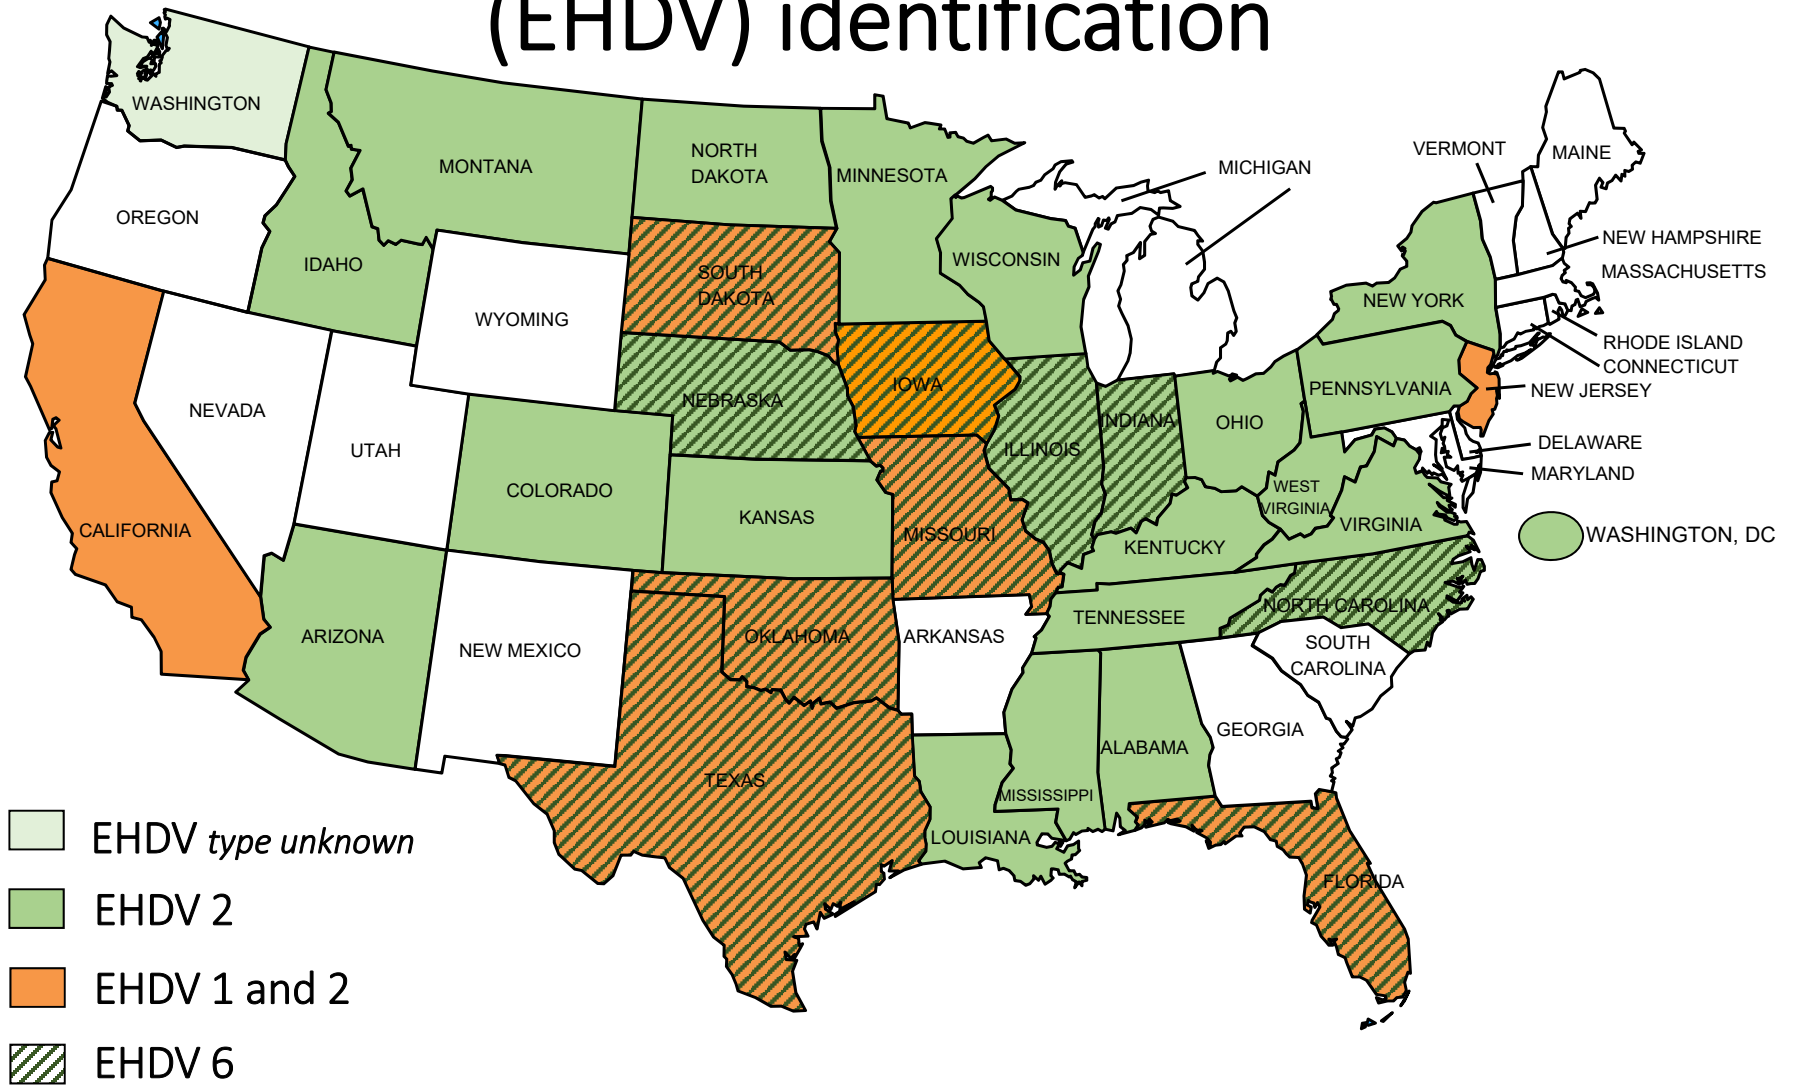 (EHDV) identification
WASHINGTON
MONTANA
NORTH
DAKOTA
MINNESOTA
MICHIGAN
VERMONT
MAINE
OREGON
IDAHO
SOUTH
DAKOTA
WISCONSIN
NEW HAMPSHIRE
MASSACHUSETTS
NEW YORK
WYOMING
RHODE ISLAND
CONNECTICUT
NEW JERSEY
NEVADA
NEBRASKA
IOWA
PENNSYLVANIA
UTAH
ILLINOIS
INDIANA
OHIO
DELAWARE
MARYLAND
COLORADO
KANSAS
WEST
VIRGINIA
VIRGINIA
CALIFORNIA
MISSOURI
KENTUCKY
WASHINGTON, DC
ARIZONA
NEW MEXICO
OKLAHOMA
ARKANSAS
TENNESSEE
NORTH CAROLINA
SOUTH
CAROLINA
GEORGIA
TEXAS
ALABAMA
MISSISSIPPI
LOUISIANA
FLORIDA
EHDV type unknown
EHDV 2
EHDV 1 and 2
EHDV 6